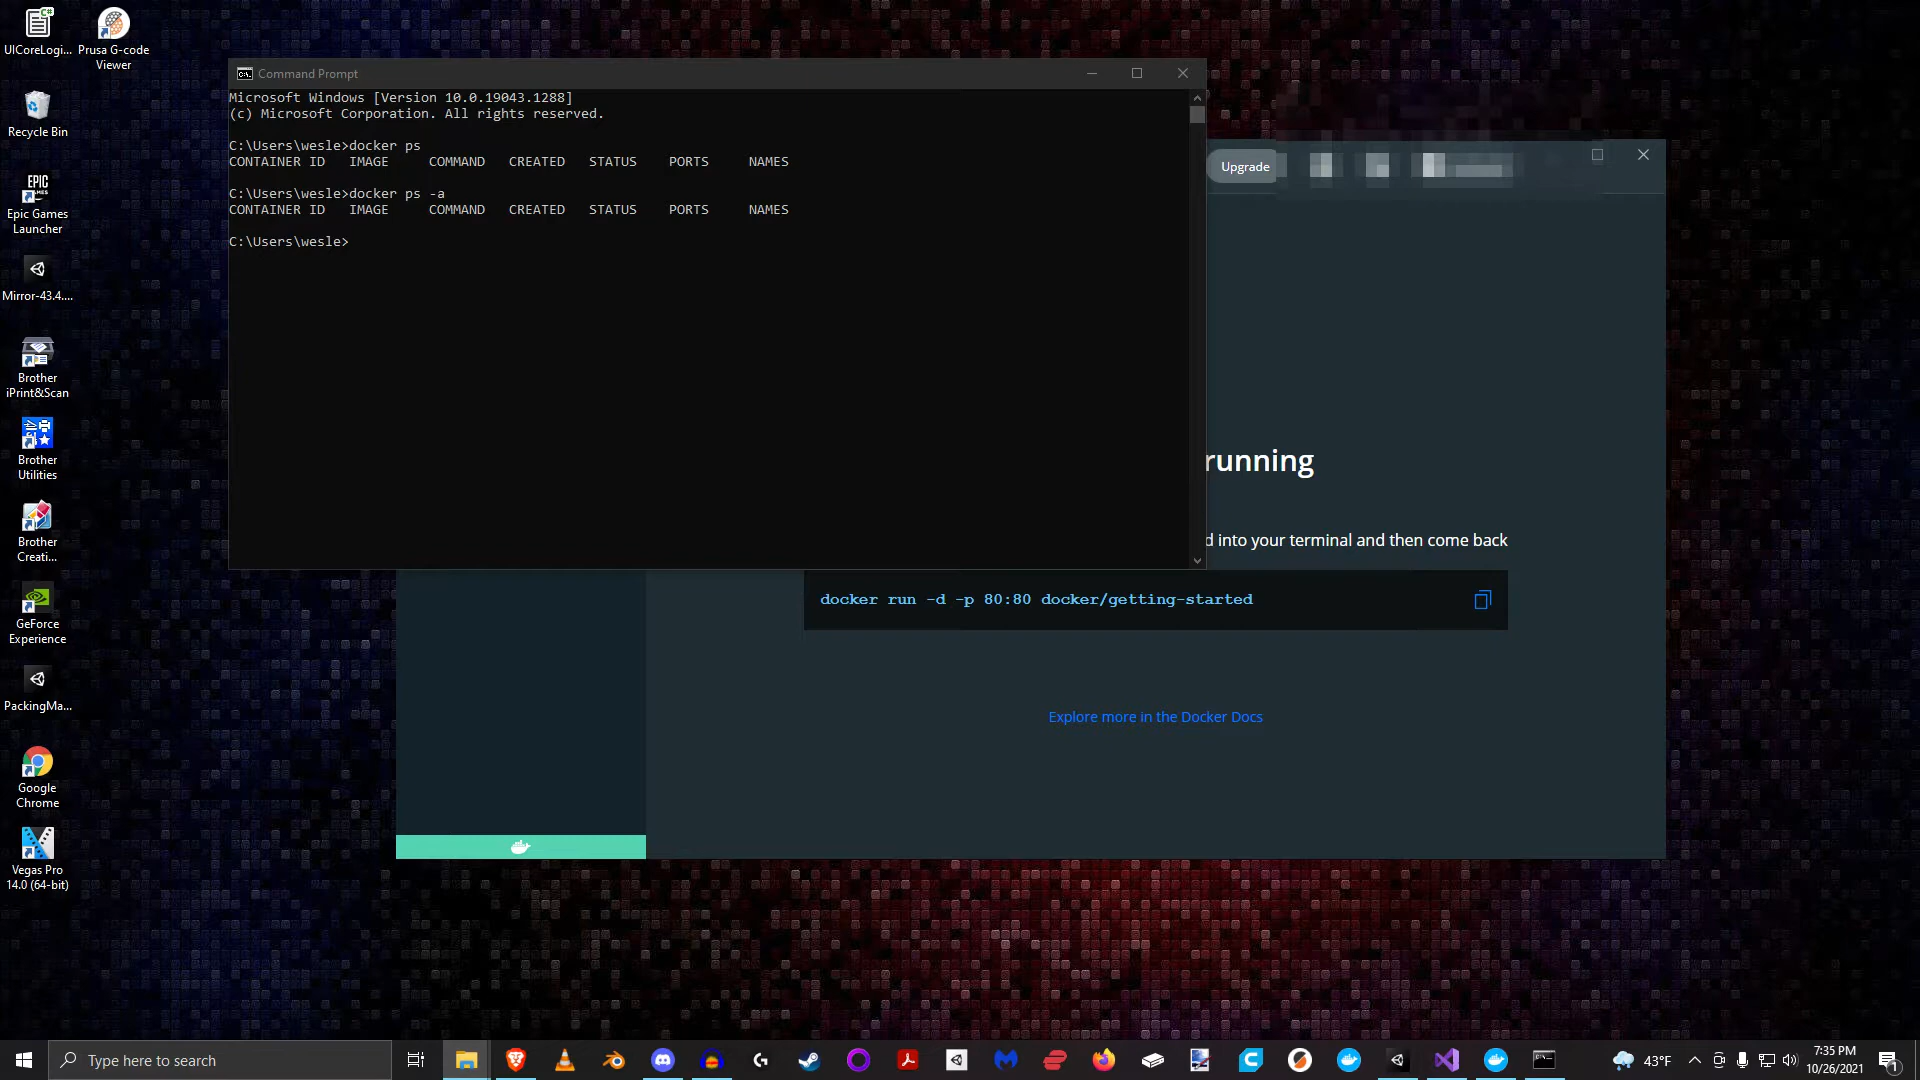 UICoreLogi...
Prusa G-code
Viewer
Recycle Bin
EPIC
GAMES
Epic Games
Launcher
Mirror-43.4....
Brother
iPrint&Scan
Brother
Utilities
Brother
Creati...
GeForce
Experience
PackingMa...
Google
Chrome
Vegas Pro
14.0 (64-bit)
Command Prompt
Microsoft Windows [Version 10.0.19043.1288]
(c) Microsoft Corporation. All rights reserved.
C:\Users\wesle>docker ps
CONTAINER ID   IMAGE     COMMAND   CREATED   STATUS    PORTS     NAMES
C:\Users\wesle>docker ps -a
CONTAINER ID   IMAGE     COMMAND   CREATED   STATUS    PORTS     NAMES
C:\Users\wesle>
Upgrade
running
d into your terminal and then come back
docker run -d -p 80:80 docker/getting-started
Explore more in the Docker Docs
Type here to search
43°F
7:35 PM
10/26/2021
1